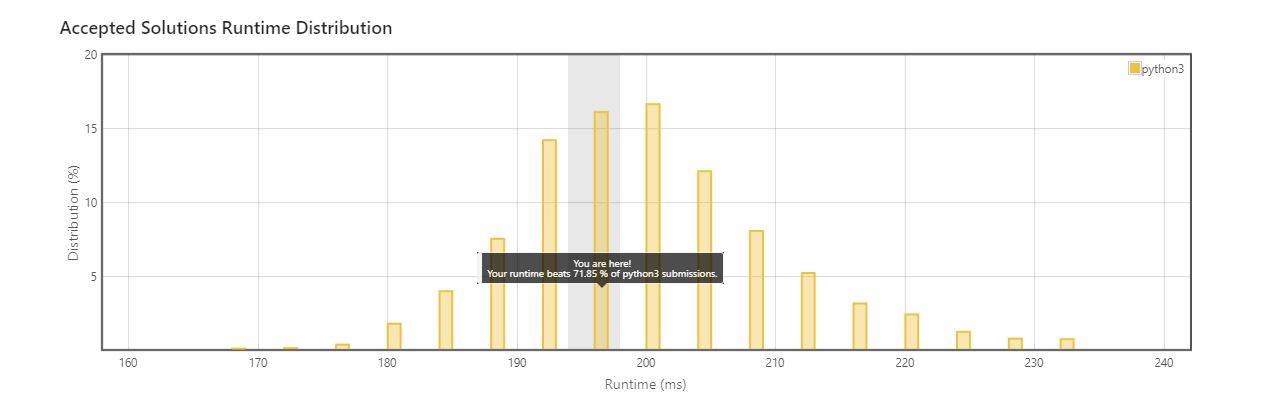 Accepted Solutions Runtime Distribution
20
python3
15
10
5
Distribution (%)
You are here!
Your runtime beats 71.85 % of python3 submissions.
160 170 180 190 200 210 220 230 240
Runtime (ms)